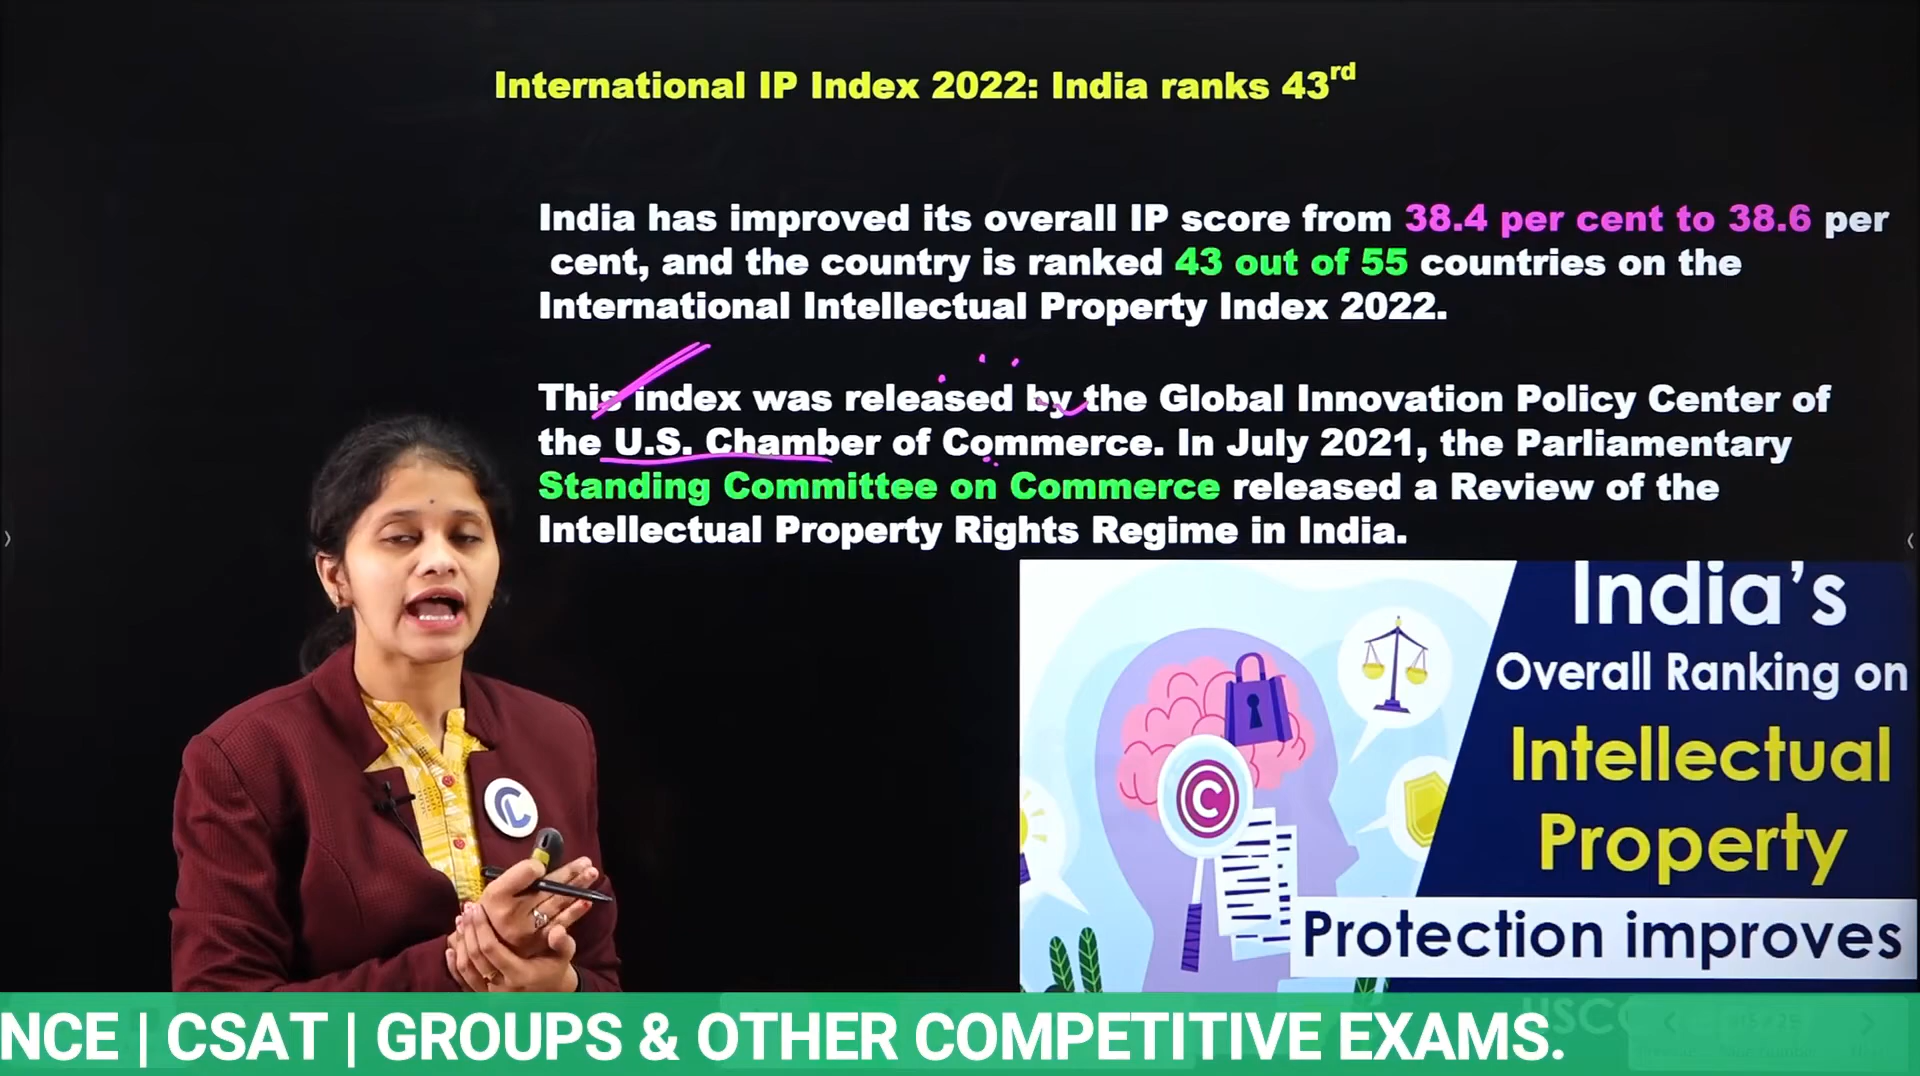 International IP Index 2022: India ranks 43rd
India has improved its overall IP score from 38.4 per cent to 38.6 per
cent, and the country is ranked 43 out of 55 countries on the
International Intellectual Property Index 2022.
This index was released by the Global Innovation Policy Center of
the U.S. Chamber of Commerce. In July 2021, the Parliamentary
Standing Committee on Commerce released a Review of the
Intellectual Property Rights Regime in India.
India's
Overall Ranking on
Intellectual
Property
Protection improves
NCE | CSAT | GROUPS & OTHER COMPETITIVE EXAMS.